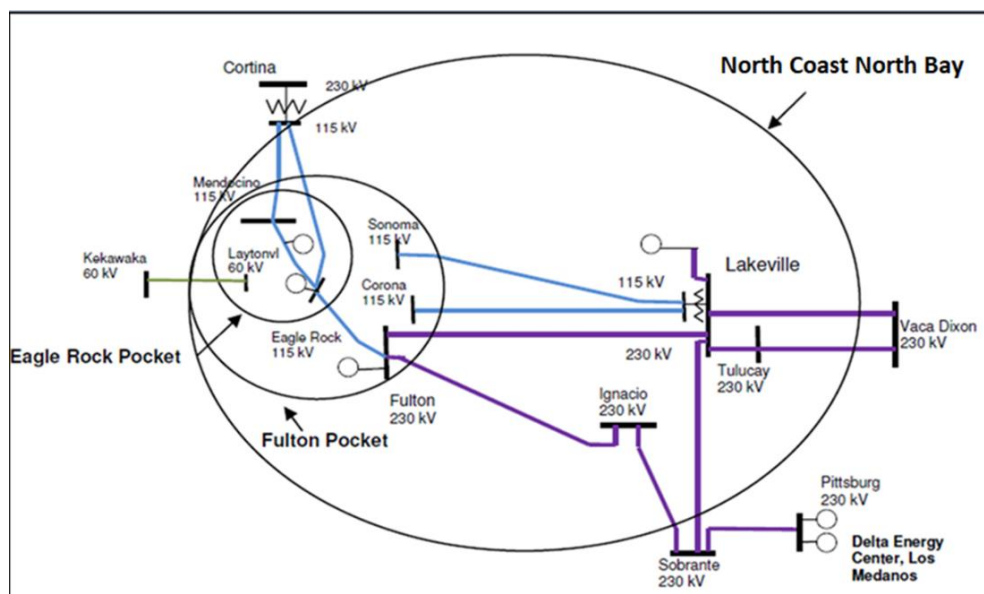 North Coast North Bay
Cortina
230 kV
115 kV
Mendocino
115 kV
Sonoma
115 kV
Laytonvl
60 kV
Kekawaka
60 kV
Corona
115 kV
115 kV
Lakeville
Eagle Rock
115 kV
Eagle Rock Pocket
230 kV
Tulucay
230 kV
Vaca Dixon
230 kV
Fulton
230 kV
Ignacio
230 kV
Fulton Pocket
Pittsburg
230 kV
Delta Energy
Center, Los
Medanos
Sobrante
230 kV